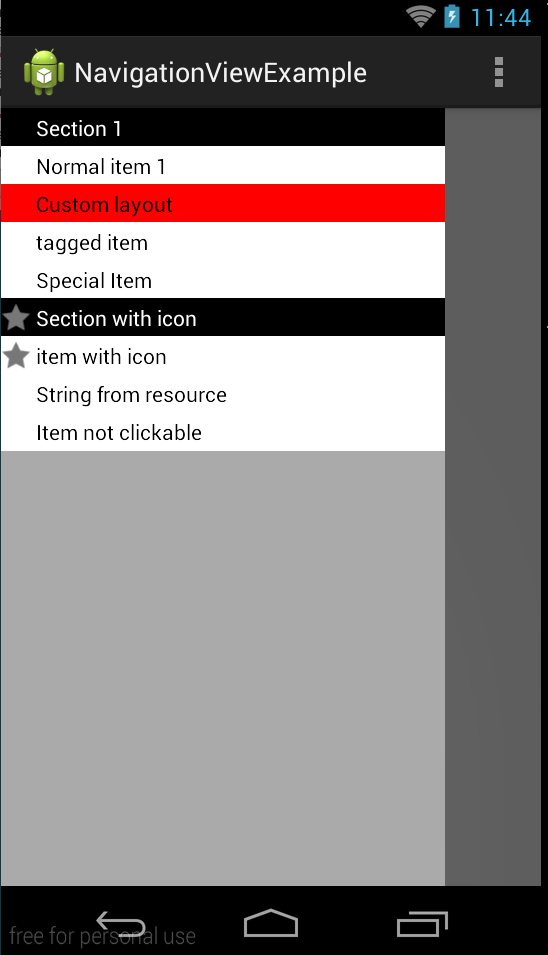 11:44
NavigationViewExample
Section 1
Normal item 1
Custom layout
tagged item
Special Item
Section with icon
item with icon
String from resource
Item not clickable
free for personal use